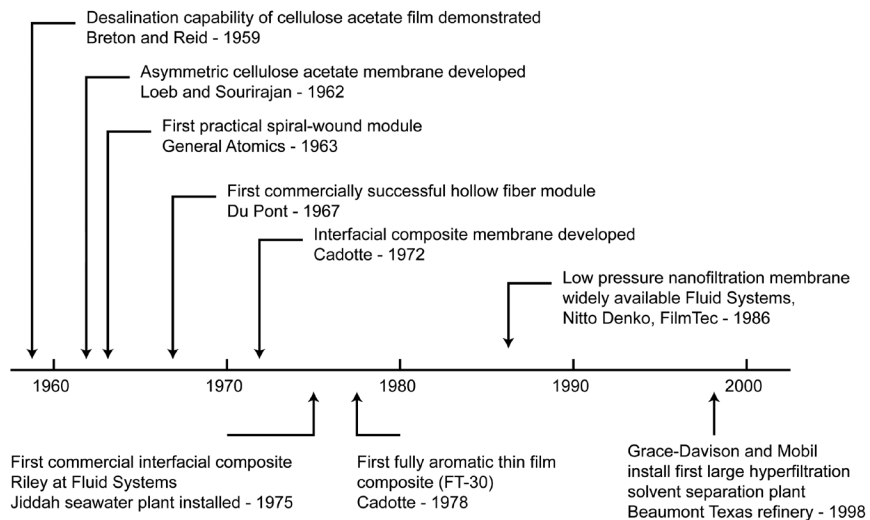 Desalination capability of cellulose acetate film demonstrated
Breton and Reid - 1959
Asymmetric cellulose acetate membrane developed
Loeb and Sourirajan - 1962
First practical spiral-wound module
General Atomics - 1963
First commercially successful hollow fiber module
Du Pont - 1967
Interfacial composite membrane developed
Cadotte - 1972
Low pressure nanofiltration membrane
widely available Fluid Systems,
Nitto Denko, FilmTec - 1986
1960 1970 1980 1990 2000
First commercial interfacial composite
Riley at Fluid Systems
Jiddah seawater plant installed - 1975
First fully aromatic thin film
composite (FT-30)
Cadotte - 1978
Grace-Davison and Mobil
install first large hyperfiltration
solvent separation plant
Beaumont Texas refinery - 1998